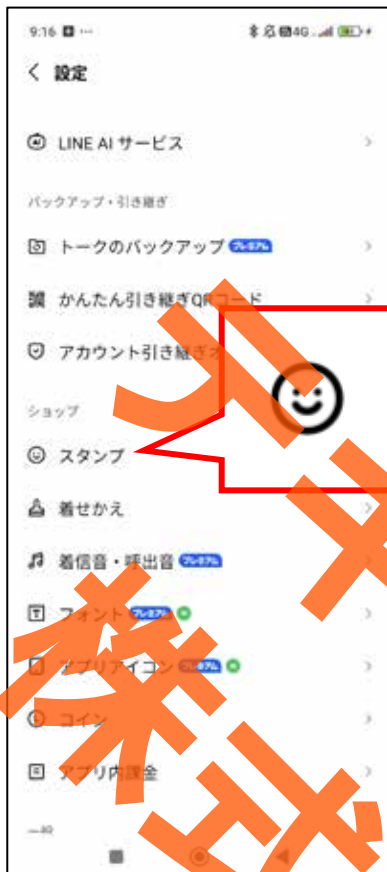 9:16
4G
設定
LINE AI サービス
バックアップ・引き継ぎ
トークのバックアップ プレミアム
かんたん引き継ぎQRコード
アカウント引き継ぎオ
ショップ
スタンプ
着せかえ
着信音・呼出音 プレミアム
フォント プレミアム
アプリアイコン プレミアム
コイン
アプリ内課金
株式